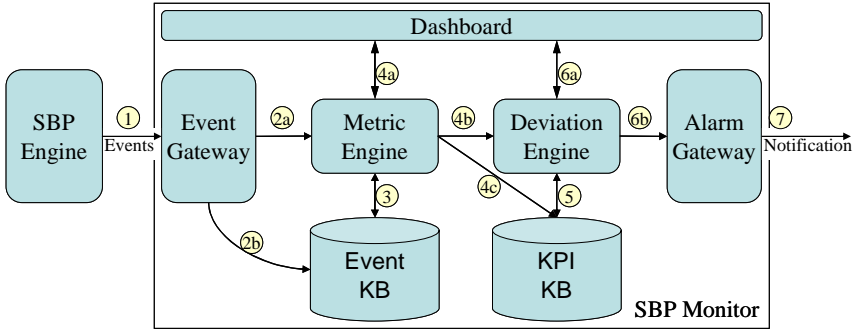 Dashboard
4a
6a
SBP
Engine
1
Events
Event
Gateway
2a
Metric
Engine
4b
Deviation
Engine
6b
Alarm
Gateway
7
Notification
2b
3
4c
5
Event
KB
KPI
KB
SBP Monitor